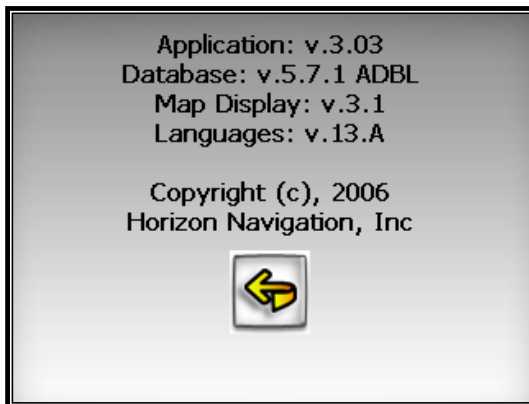 Application: v.3.03
Database: v.5.7.1 ADBL
Map Display: v.3.1
Languages: v.13.A
Copyright (c), 2006
Horizon Navigation, Inc